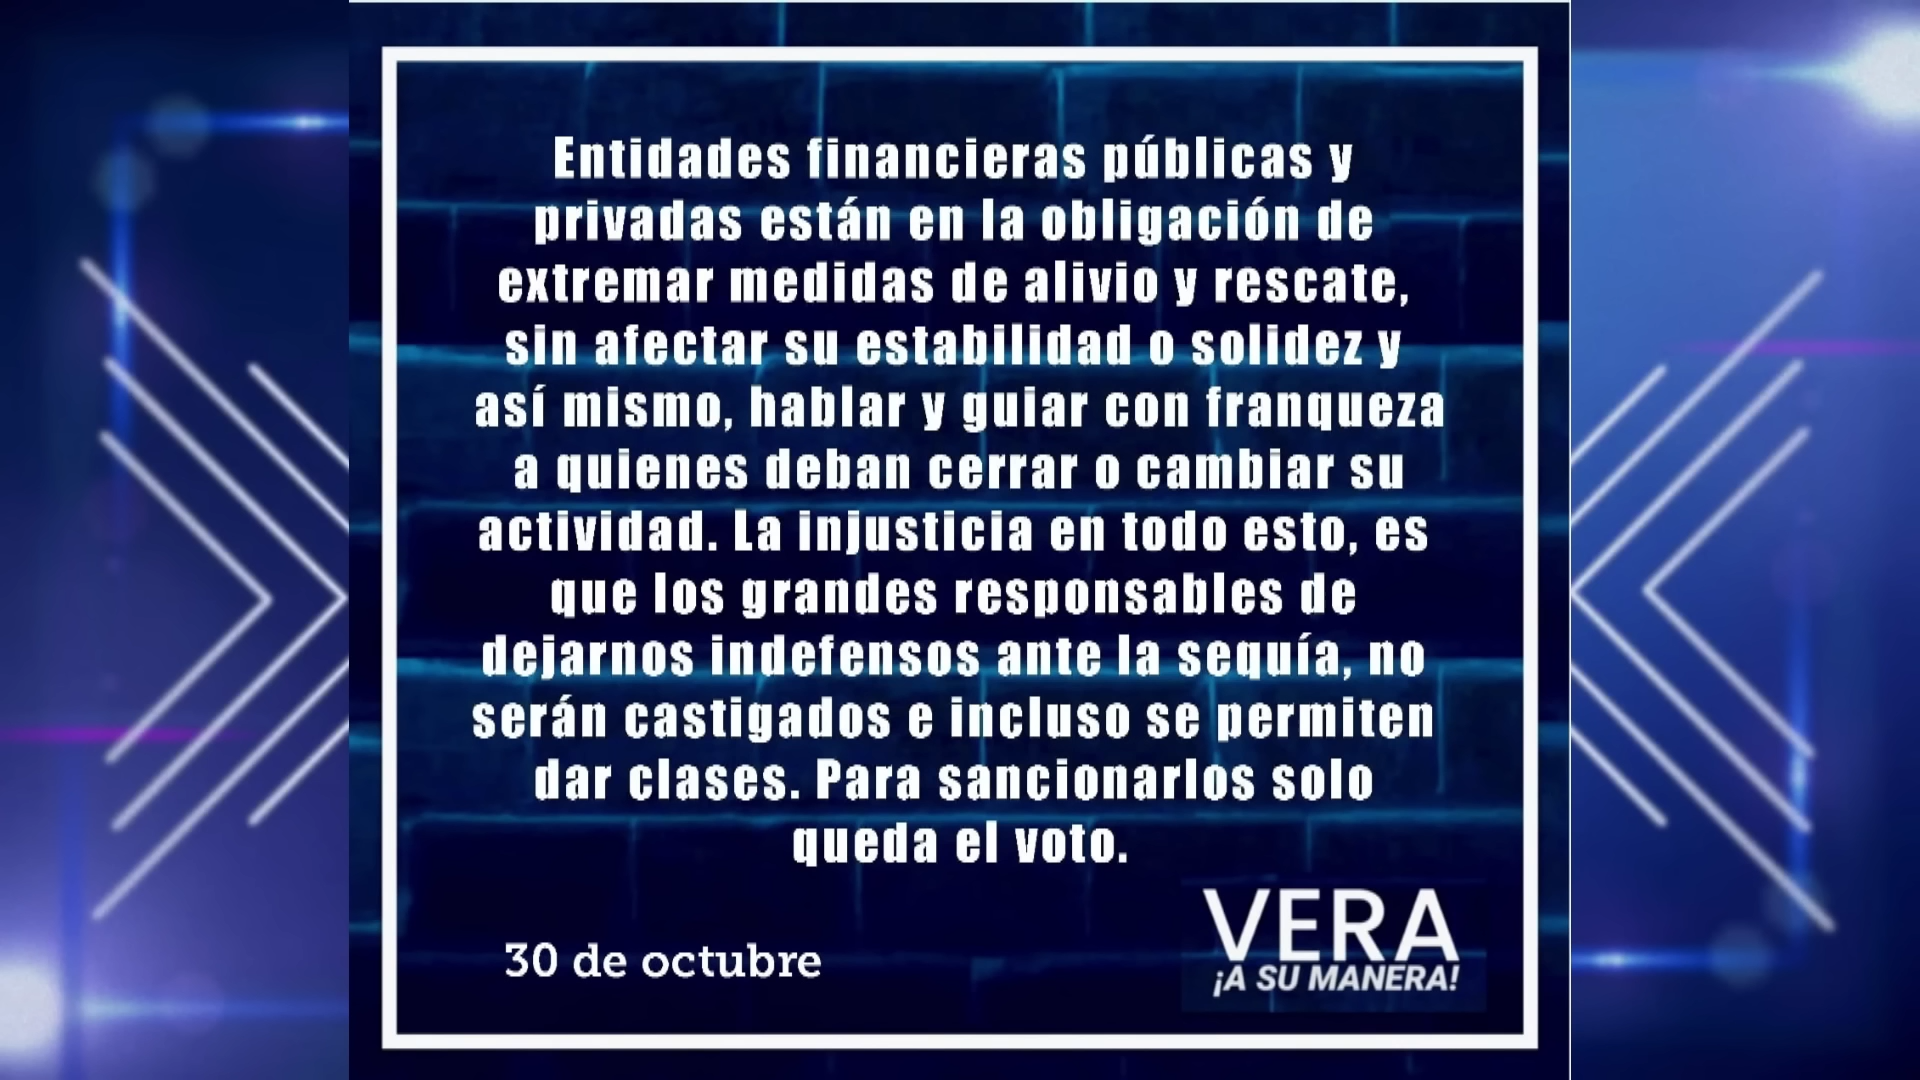 Entidades financieras públicas y
privadas están en la obligación de
extremar medidas de alivio y rescate,
sin afectar su estabilidad o solidez y
así mismo, hablar y guiar con franqueza
a quienes deban cerrar o cambiar su
actividad. La injusticia en todo esto, es
que los grandes responsables de
dejarnos indefensos ante la sequía, no
serán castigados e incluso se permiten
dar clases. Para sancionarlos solo
queda el voto.
30 de octubre
VERA
¡A SU MANERA!